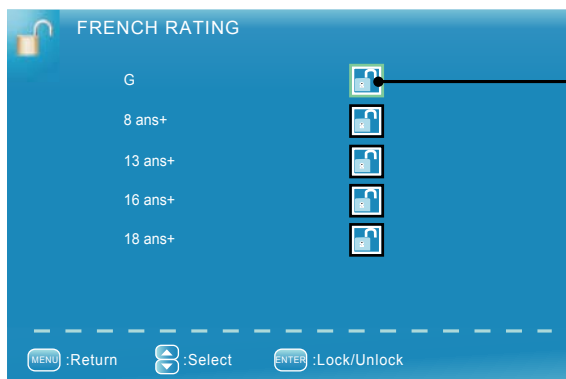 FRENCH RATING
G
8 ans+
13 ans+
16 ans+
18 ans+
MENU :Return :Select ENTER :Lock/Unlock